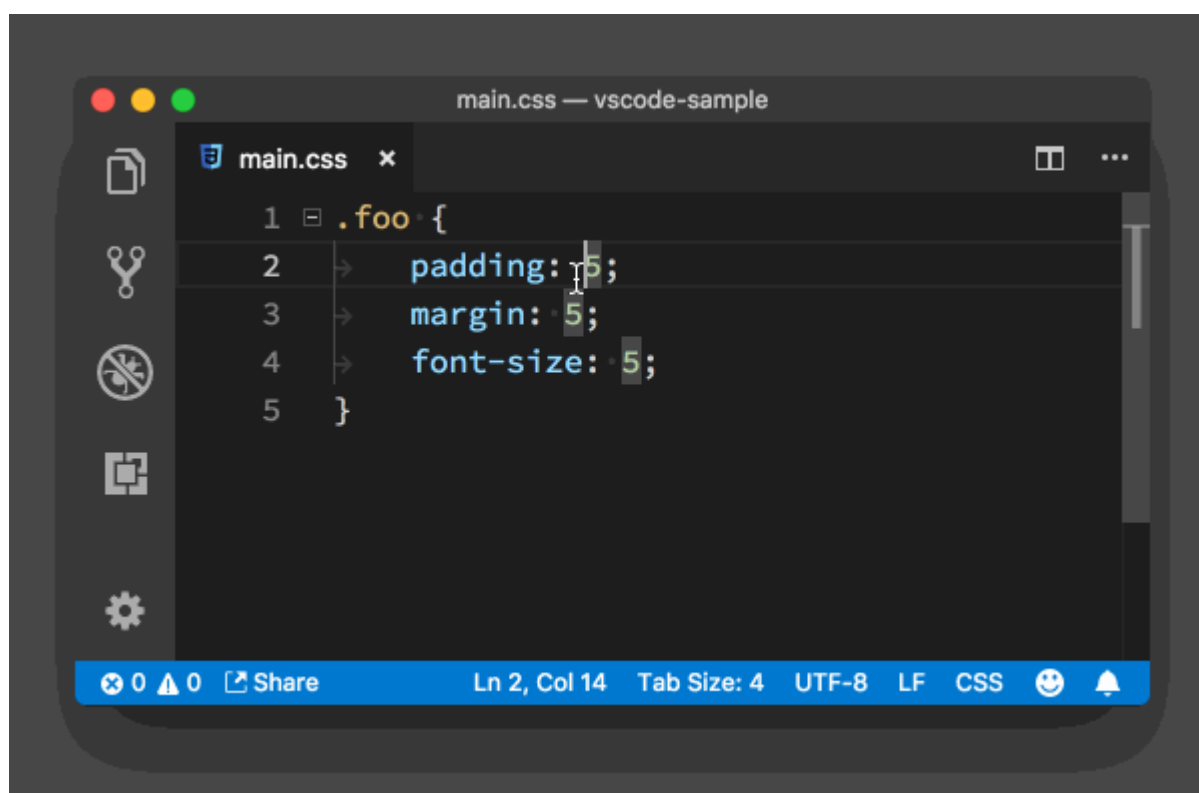 main.css — vscode-sample
main.css ×
1 .foo {
2 padding: 5;
3 margin: 5;
4 font-size: 5;
5 }
0 0 Share Ln 2, Col 14 Tab Size: 4 UTF-8 LF CSS